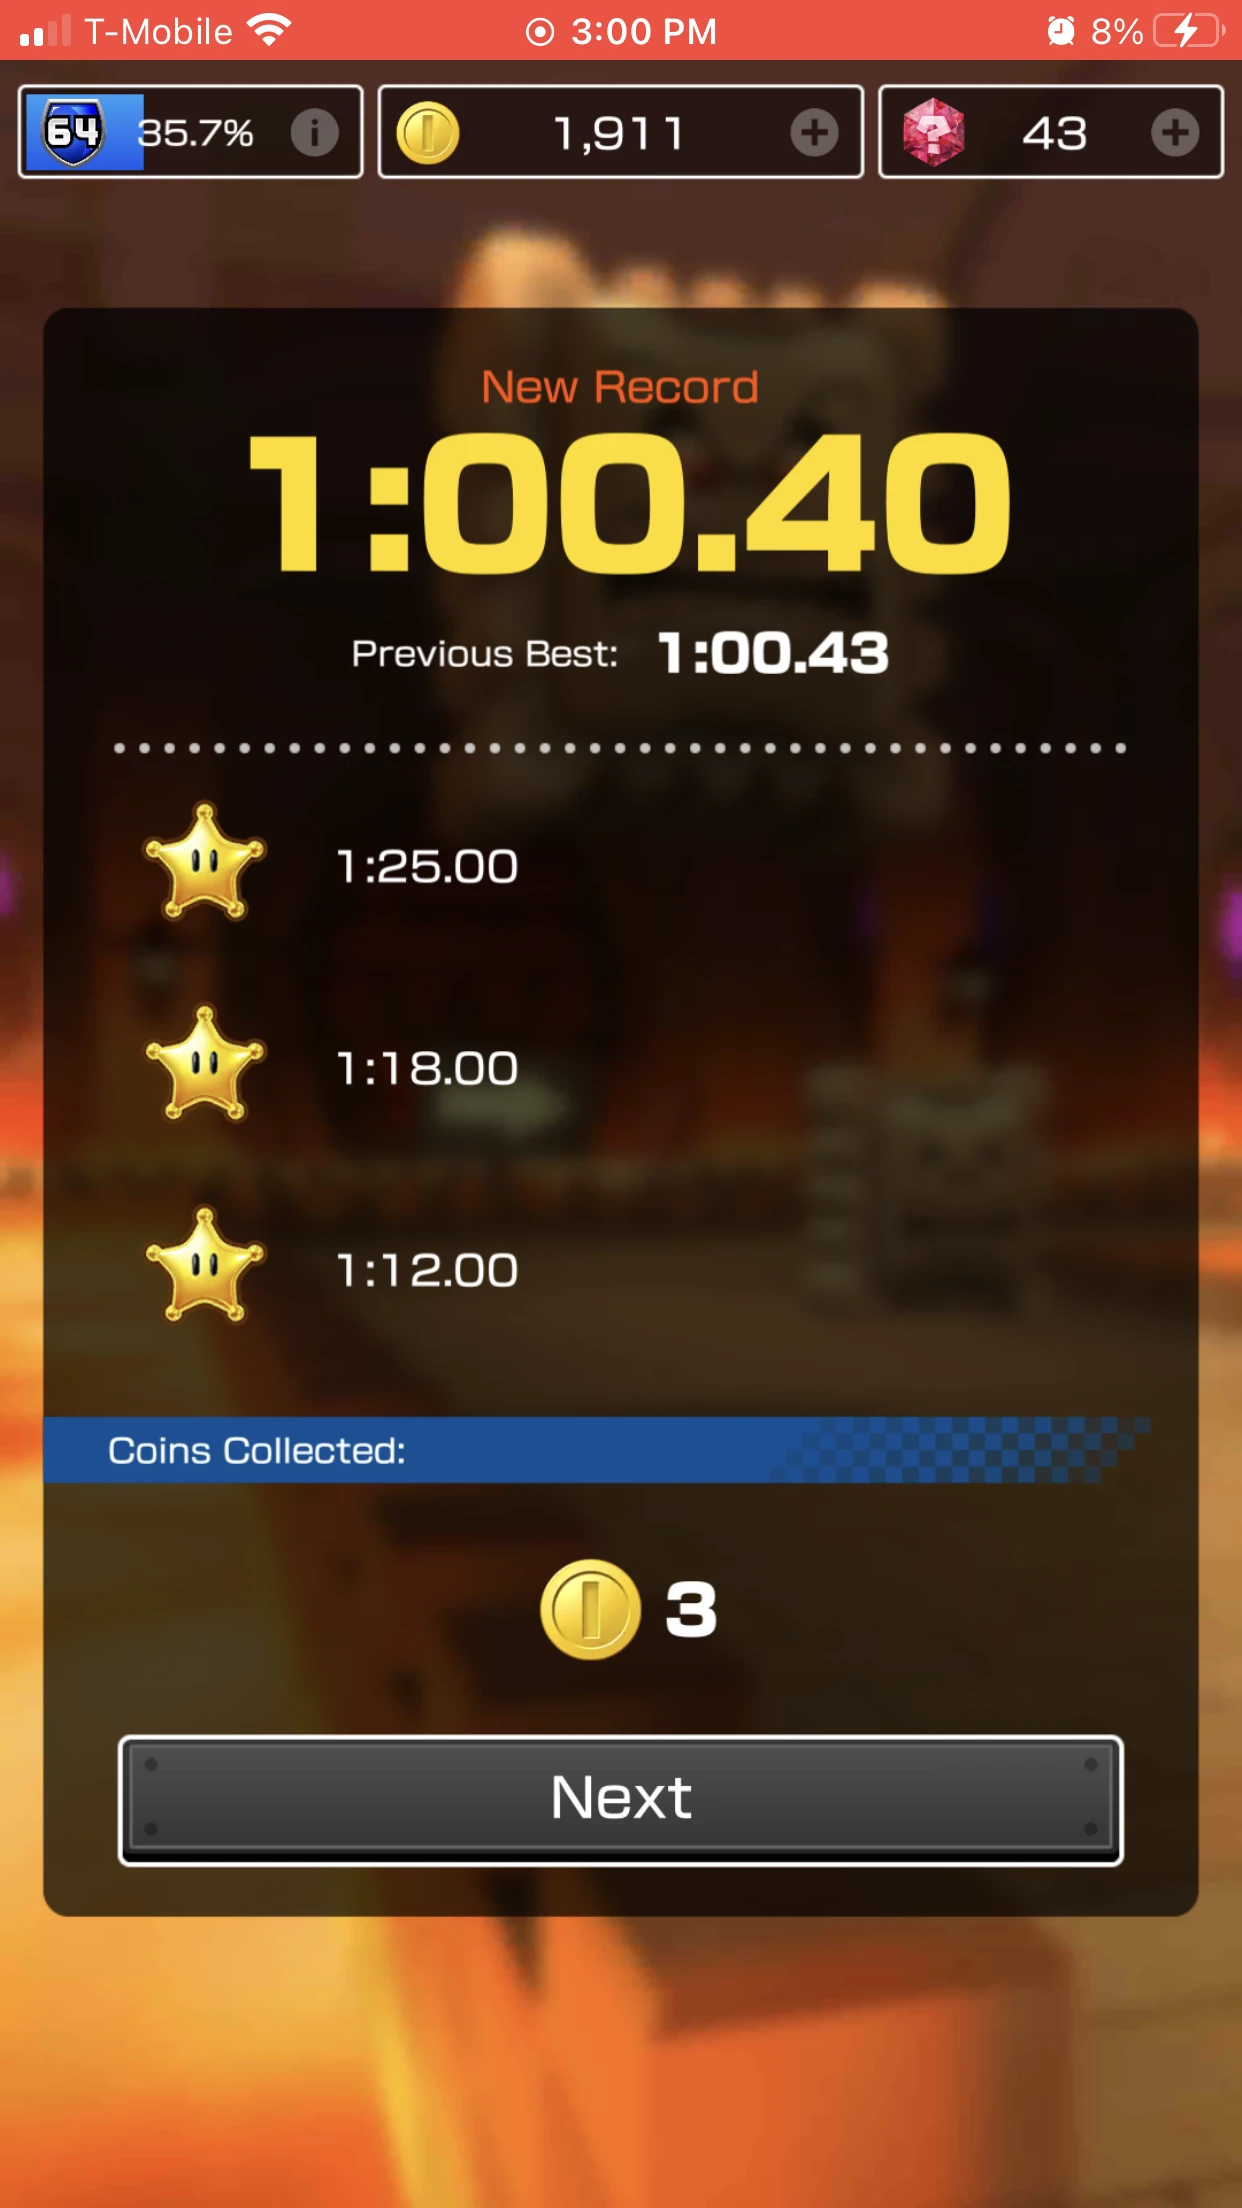 T-Mobile 3:00 PM 8%
64 35.7% i 1,911 + ? 43 +
New Record
1:00.40
Previous Best: 1:00.43
1:25.00
1:18.00
1:12.00
Coins Collected:
3
Next